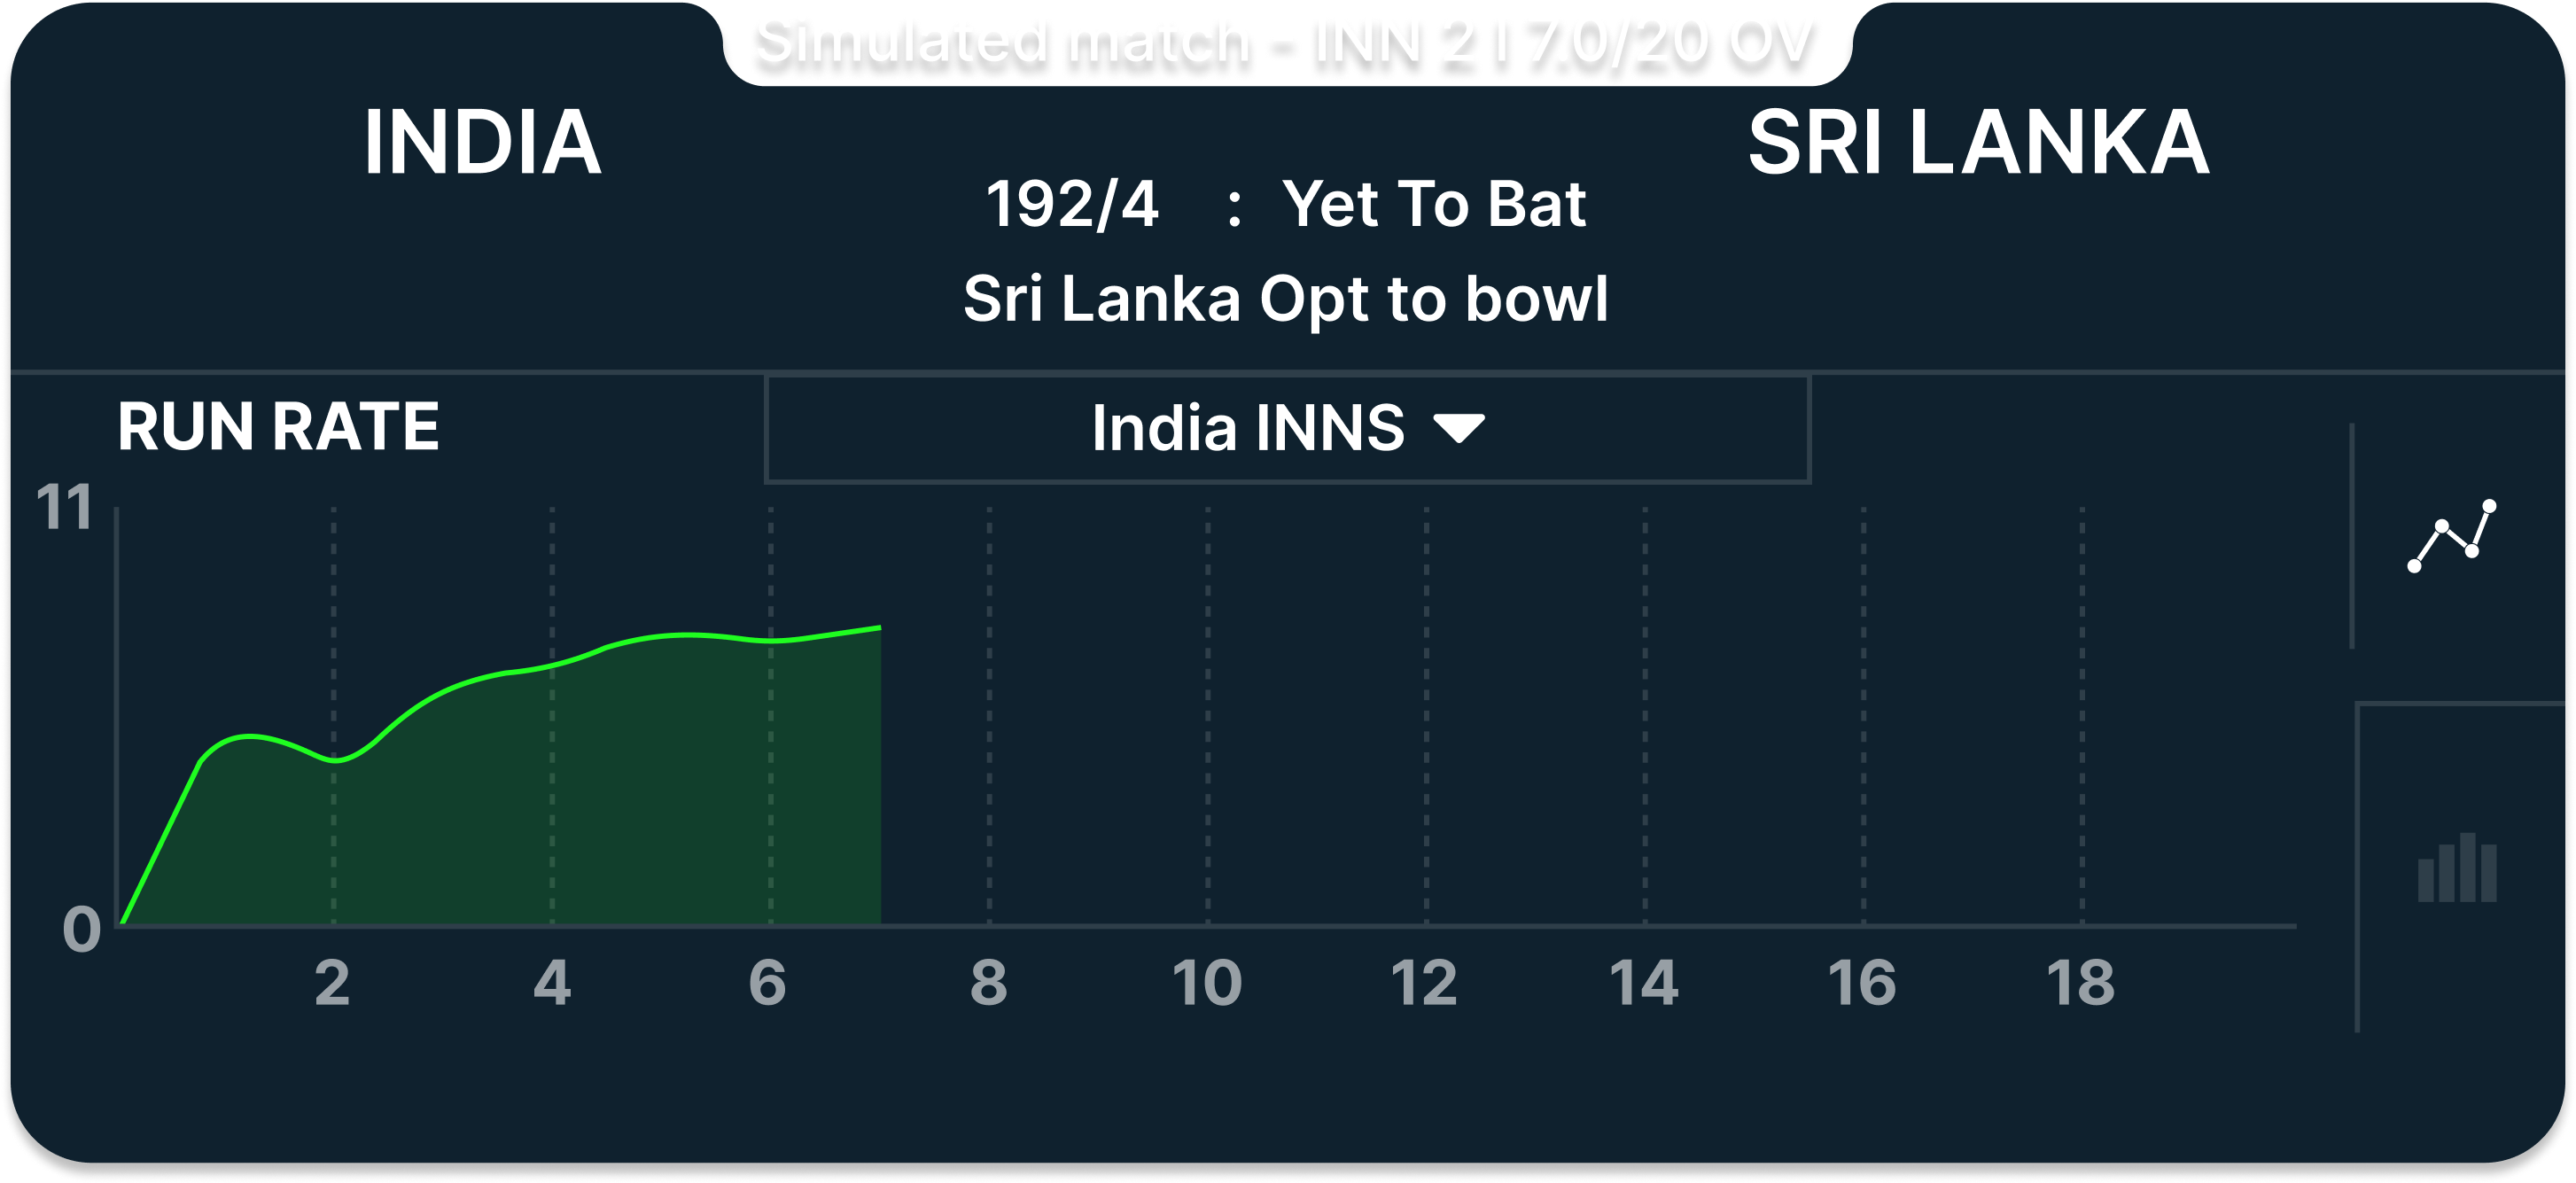 Simulated match - INN 2 I 7.0/20 OV
INDIA
SRI LANKA
192/4 : Yet To Bat
Sri Lanka Opt to bowl
RUN RATE
India INNS
11
0
2 4 6 8 10 12 14 16 18